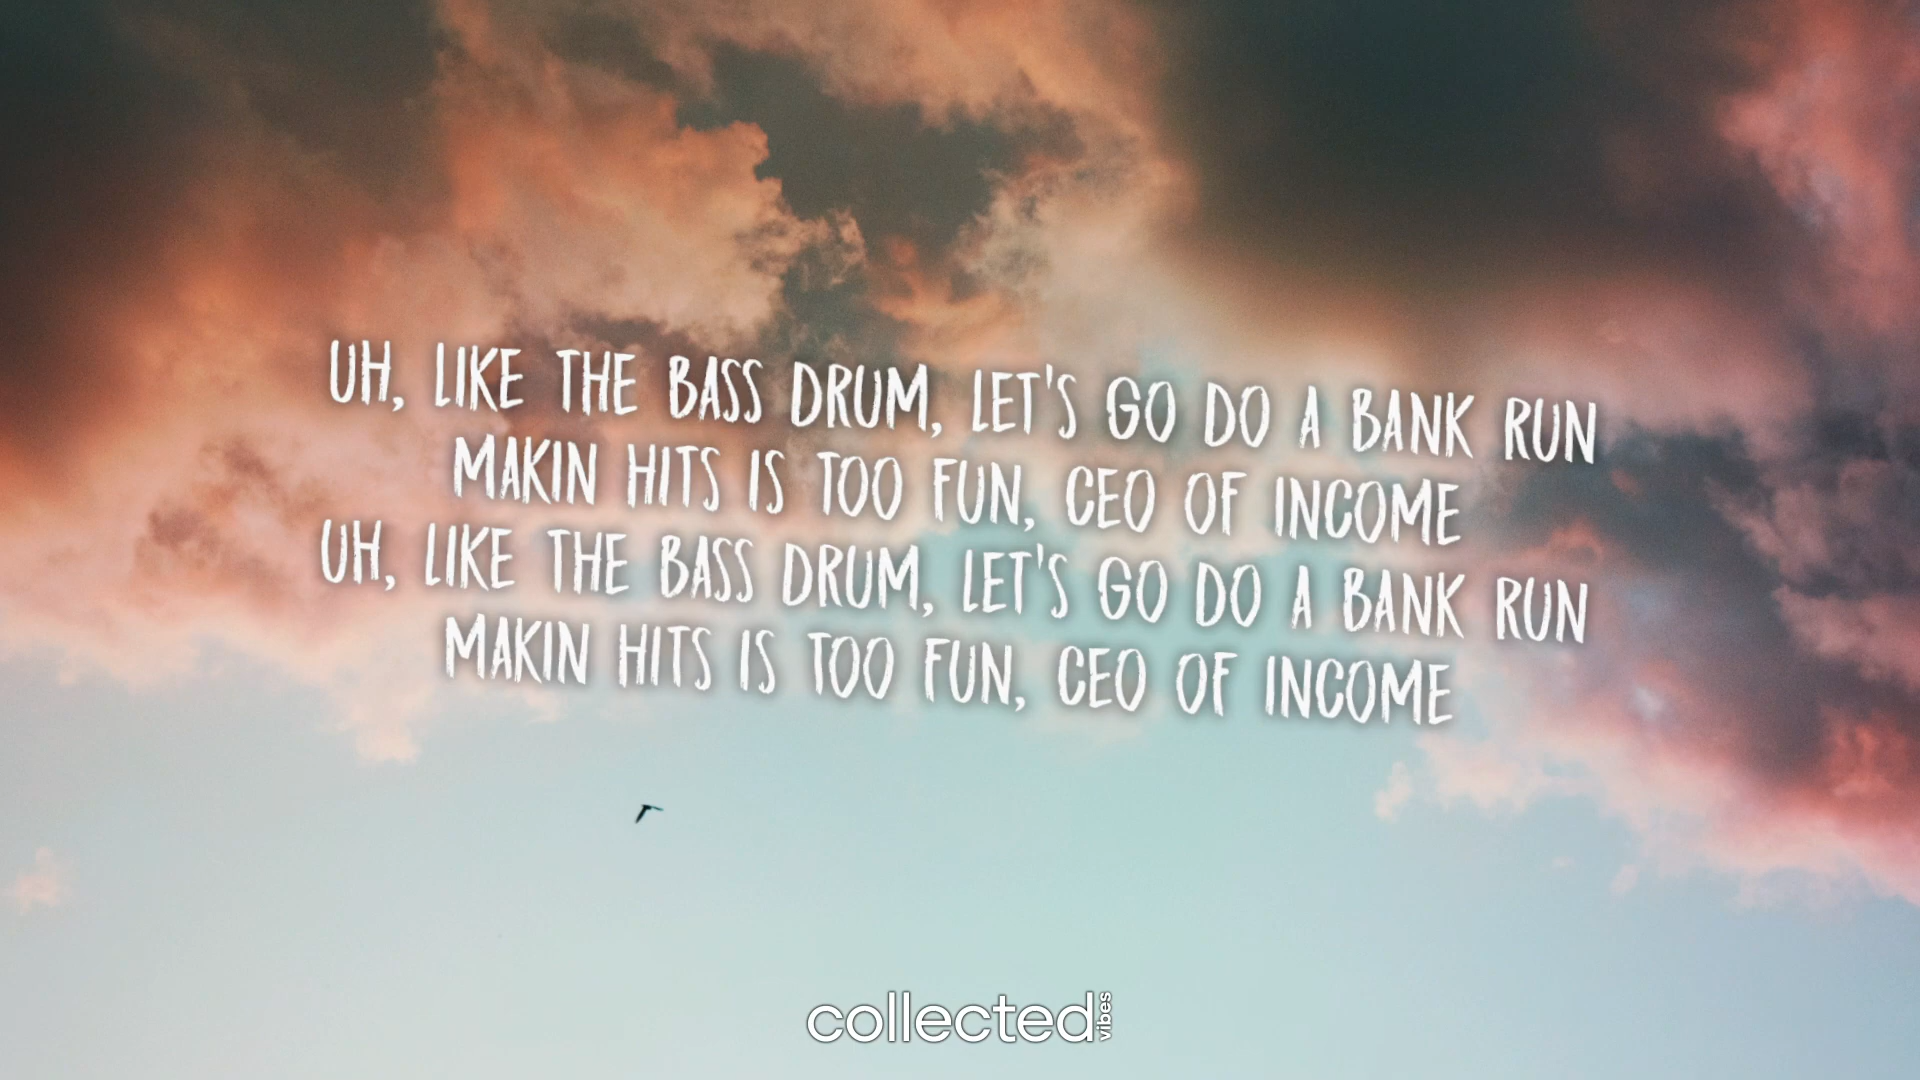 UH, LIKE THE BASS DRUM, LET'S GO DO A BANK RUN
MAKIN HITS IS TOO FUN, CEO OF INCOME
UH, LIKE THE BASS DRUM, LET'S GO DO A BANK RUN
MAKIN HITS IS TOO FUN, CEO OF INCOME
collected vibes